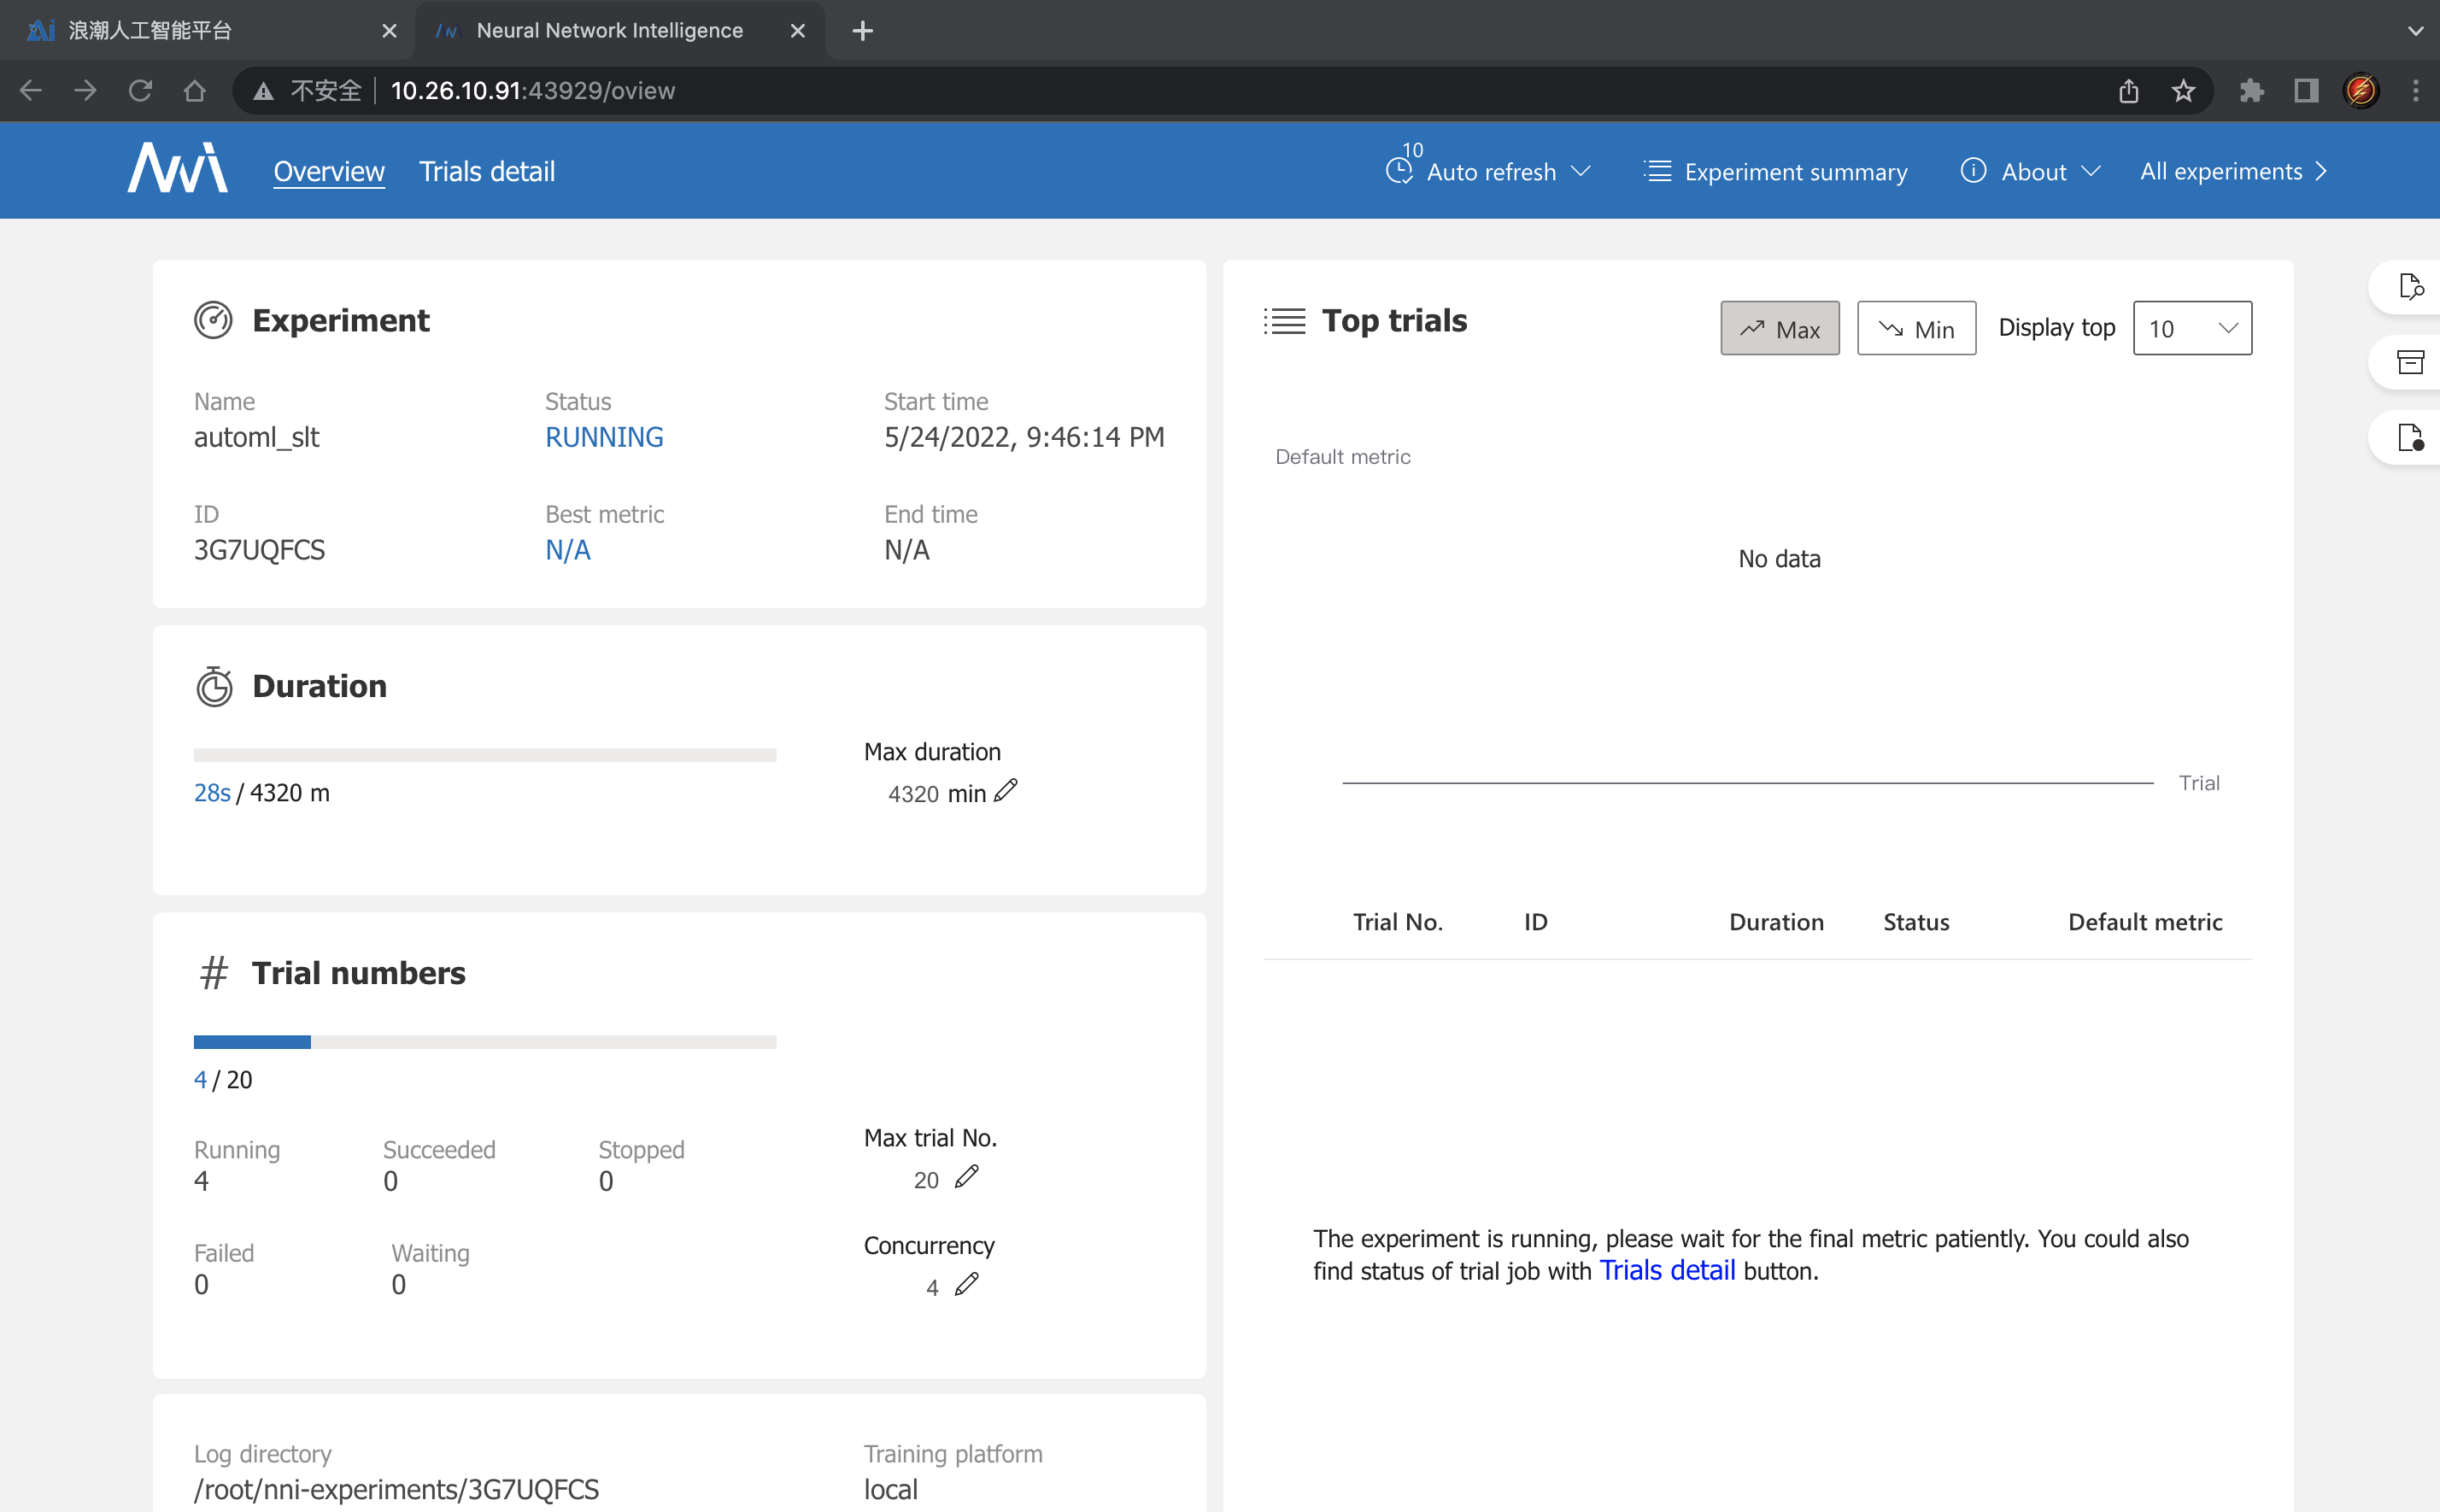 浪潮人工智能平台
Neural Network Intelligence
不安全
10.26.10.91:43929/oview
Overview
Trials detail
10
Auto refresh
Experiment summary
About
All experiments
Experiment
Name
automl_slt
Status
RUNNING
Start time
5/24/2022, 9:46:14 PM
ID
3G7UQFCS
Best metric
N/A
End time
N/A
Duration
28s / 4320 m
Max duration
4320 min
# Trial numbers
4 / 20
Running
4
Succeeded
0
Stopped
0
Max trial No.
20
Failed
0
Waiting
0
Concurrency
4
Log directory
/root/nni-experiments/3G7UQFCS
Training platform
local
Top trials
Max
Min
Display top
10
Default metric
No data
Trial
Trial No.
ID
Duration
Status
Default metric
The experiment is running, please wait for the final metric patiently. You could also
find status of trial job with Trials detail button.